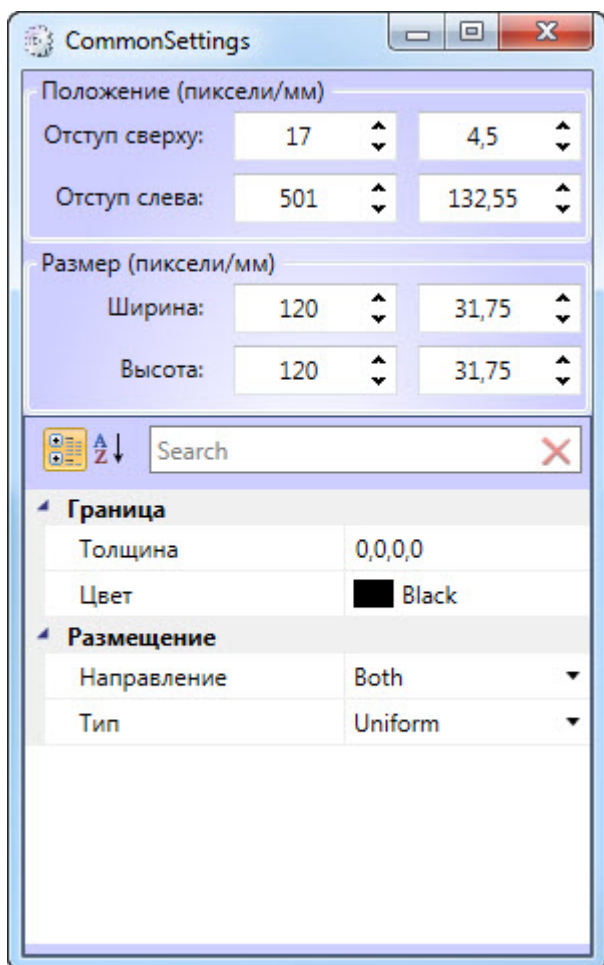 CommonSettings
Положение (пиксели/мм)
Отступ сверху: 17 4,5
Отступ слева: 501 132,55
Размер (пиксели/мм)
Ширина: 120 31,75
Высота: 120 31,75
A Z Search
Граница
Толщина 0,0,0,0
Цвет Black
Размещение
Направление Both
Тип Uniform